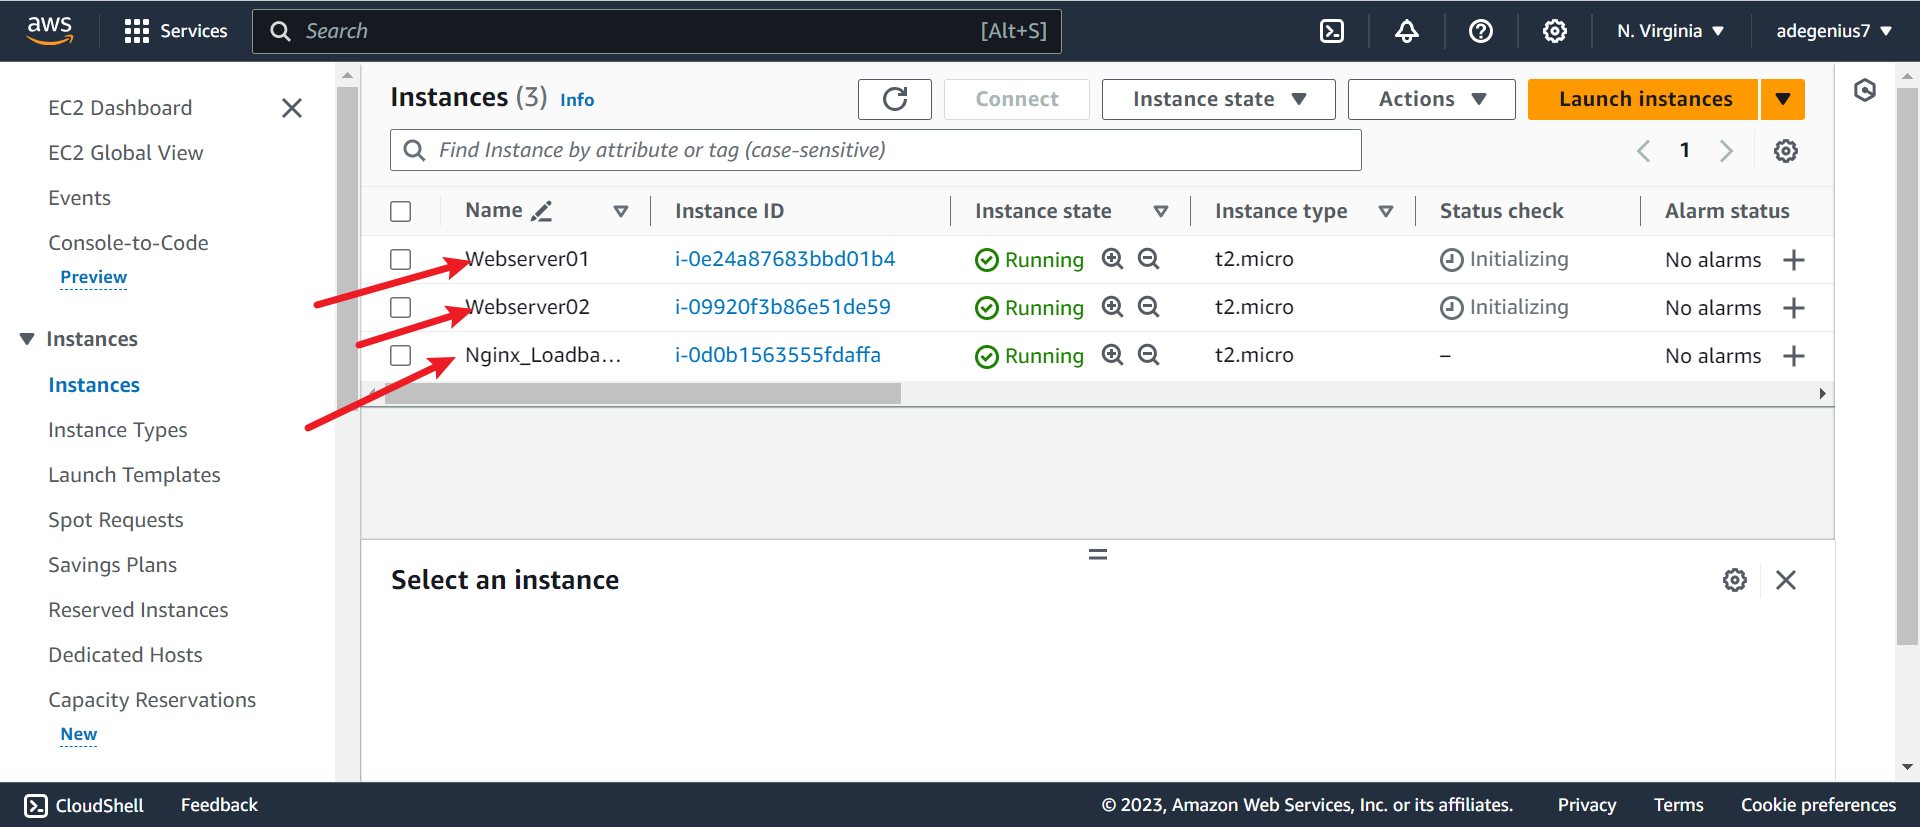 aws Services Search [Alt+S] N. Virginia adegenius7
EC2 Dashboard
EC2 Global View
Events
Console-to-Code
Preview
Instances
Instances
Instance Types
Launch Templates
Spot Requests
Savings Plans
Reserved Instances
Dedicated Hosts
Capacity Reservations
New
Instances (3) Info Connect Instance state Actions Launch instances
Find Instance by attribute or tag (case-sensitive) 1
Name Instance ID Instance state Instance type Status check Alarm status
Webserver01 i-0e24a87683bbd01b4 Running t2.micro Initializing No alarms
Webserver02 i-09920f3b86e51de59 Running t2.micro Initializing No alarms
Nginx_Loadba... i-0d0b1563555fdaffa Running t2.micro – No alarms
Select an instance
CloudShell Feedback © 2023, Amazon Web Services, Inc. or its affiliates. Privacy Terms Cookie preferences